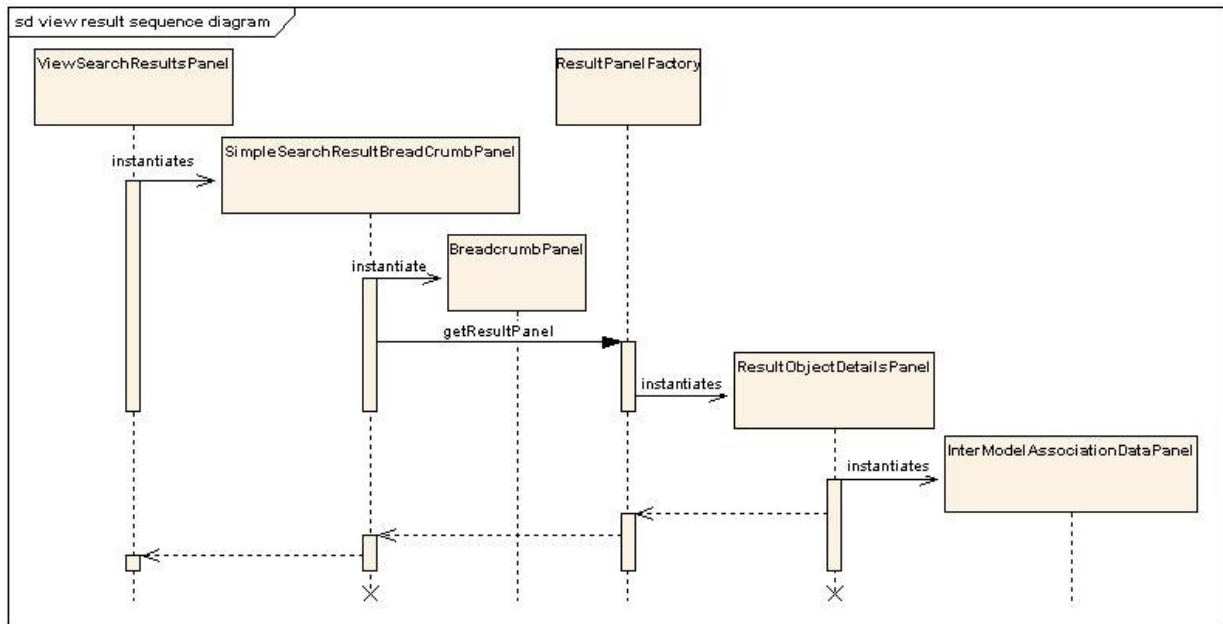 sd view result sequence diagram
ViewSearchResultsPanel
ResultPanelFactory
instantiates
SimpleSearchResultBreadCrumbPanel
instantiate
BreadcrumbPanel
getResultPanel
ResultObjectDetailsPanel
instantiates
InterModelAssociationDataPanel
instantiates